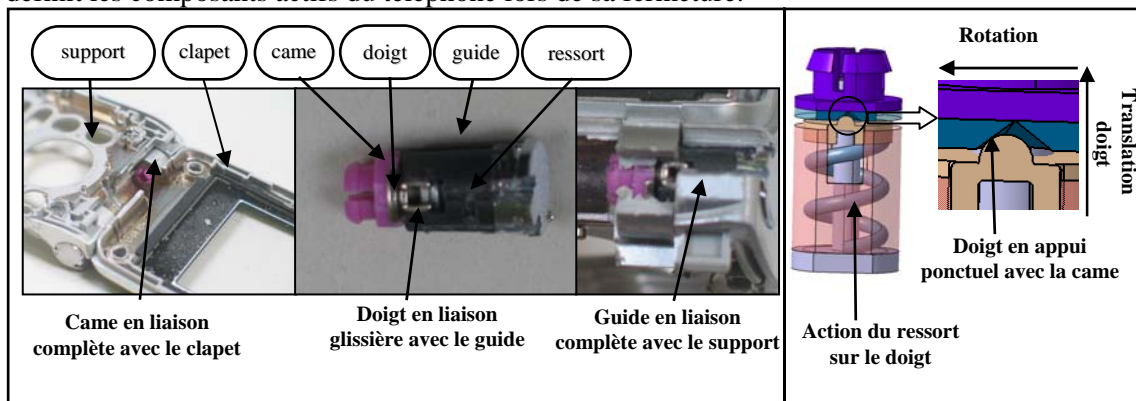 définit les composants actifs du téléphone lors de sa fermeture.
support clapet came doigt guide ressort
Came en liaison
complète avec le clapet
Doigt en liaison
glissière avec le guide
Guide en liaison
complète avec le support
Rotation
Translation
doigt
Doigt en appui
ponctuel avec la came
Action du ressort
sur le doigt